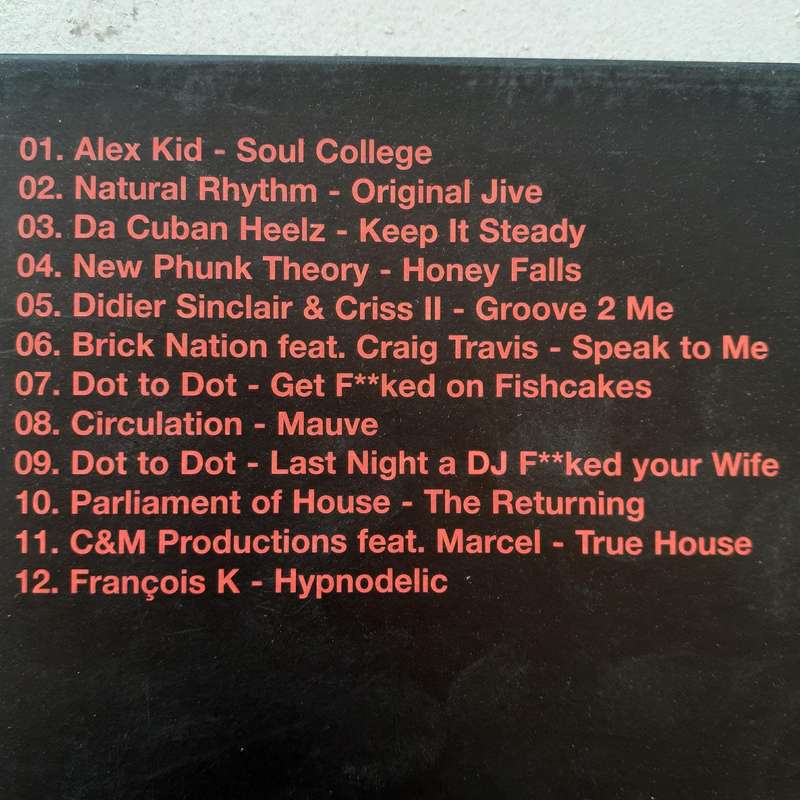 01. Alex Kid - Soul College
02. Natural Rhythm - Original Jive
03. Da Cuban Heelz - Keep It Steady
04. New Phunk Theory - Honey Falls
05. Didier Sinclair & Criss II - Groove 2 Me
06. Brick Nation feat. Craig Travis - Speak to Me
07. Dot to Dot - Get F**ked on Fishcakes
08. Circulation - Mauve
09. Dot to Dot - Last Night a DJ F**ked your Wife
10. Parliament of House - The Returning
11. C&M Productions feat. Marcel - True House
12. François K - Hypnodelic